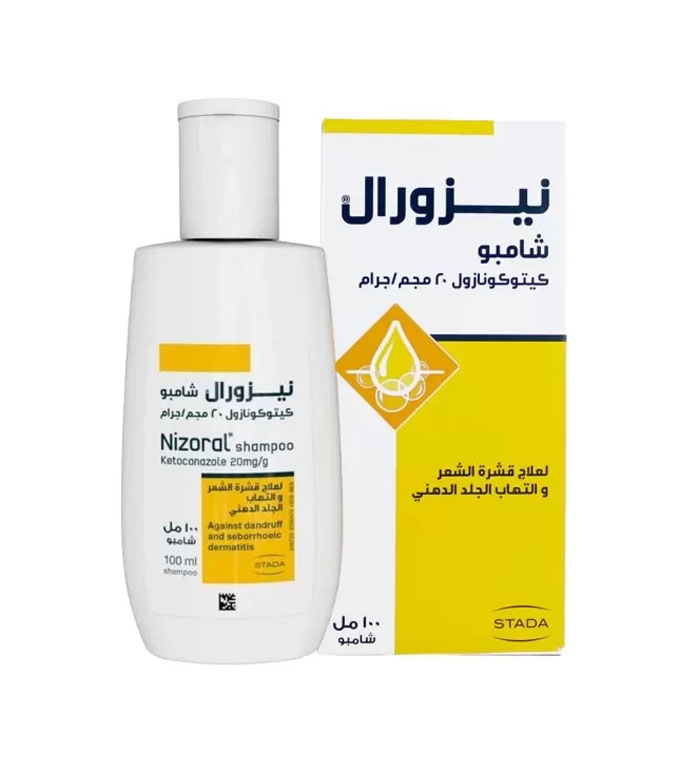 نيزورال
شامبو
كيتوكونازول ٢٠ مجم/جرام
لعلاج قشرة الشعر
و التهاب الجلد الدهني
١٠٠ مل
شامبو
STADA
نيزورال شامبو
كيتوكونازول ٢٠ مجم/جرام
Nizoral® shampoo
Ketoconazole 20mg/g
لعلاج قشرة الشعر
و التهاب
الجلد الدهني
١٠٠ مل
شامبو
Against dandruff
and seborrhoeic
dermatitis
100 ml
shampoo
STADA